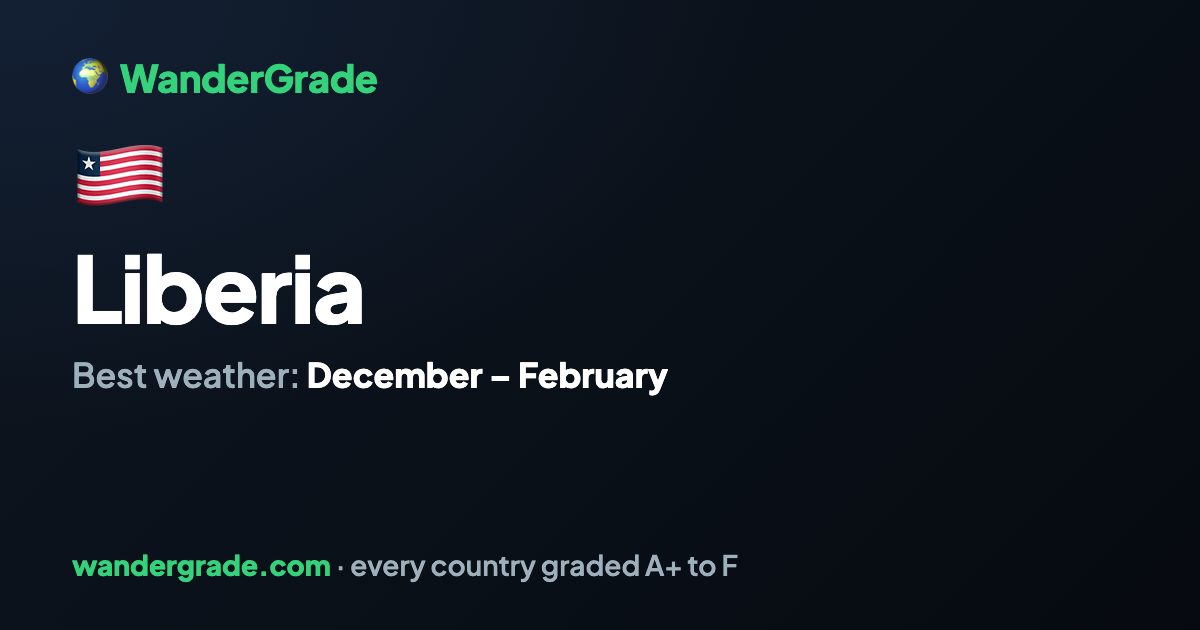 WanderGrade
Liberia
Best weather: December – February
wandergrade.com · every country graded A+ to F